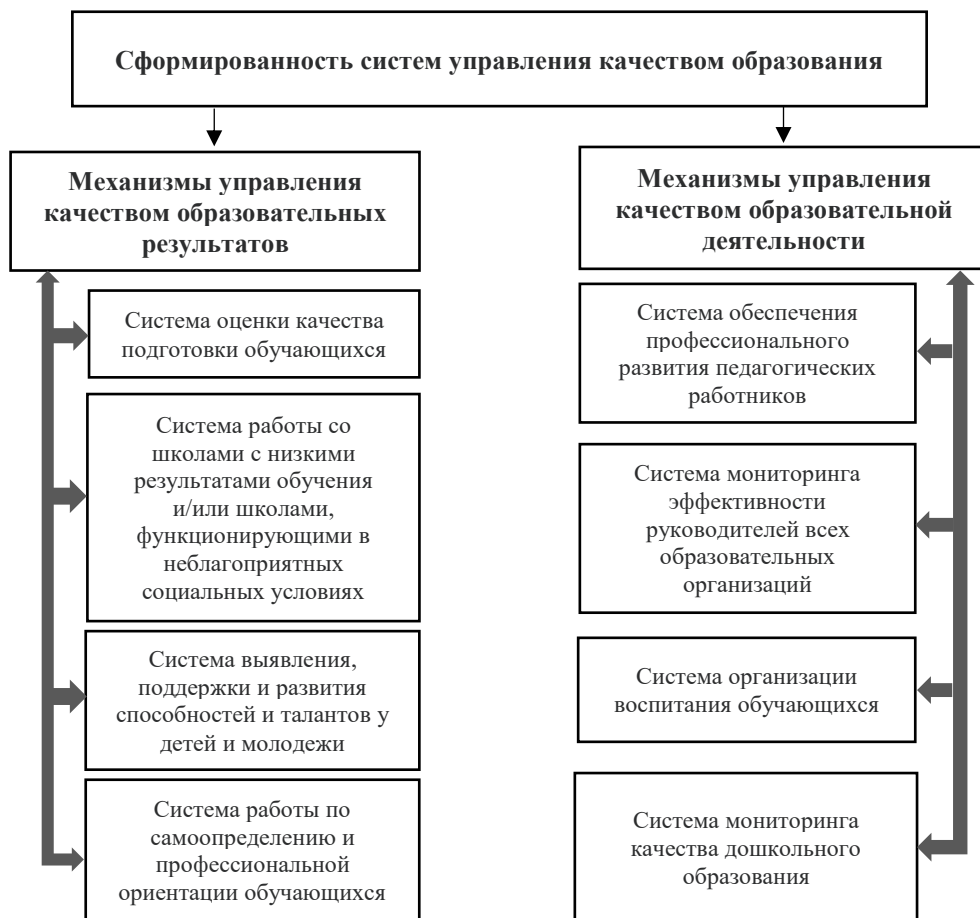 Сформированность систем управления качеством образования
Механизмы управления
качеством образовательных
результатов
Система оценки качества
подготовки обучающихся
Система работы со
школами с низкими
результатами обучения
и/или школами,
функционирующими в
неблагоприятных
социальных условиях
Система выявления,
поддержки и развития
способностей и талантов у
детей и молодежи
Система работы по
самоопределению и
профессиональной
ориентации обучающихся
Механизмы управления
качеством образовательной
деятельности
Система обеспечения
профессионального
развития педагогических
работников
Система мониторинга
эффективности
руководителей всех
образовательных
организаций
Система организации
воспитания обучающихся
Система мониторинга
качества дошкольного
образования